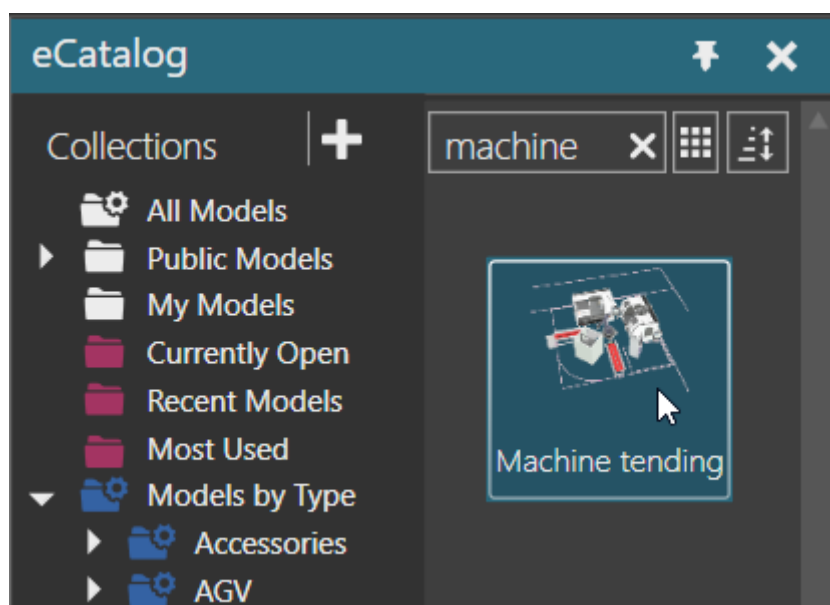 eCatalog
Collections
machine
All Models
Public Models
My Models
Currently Open
Recent Models
Most Used
Models by Type
Accessories
AGV
Machine tending